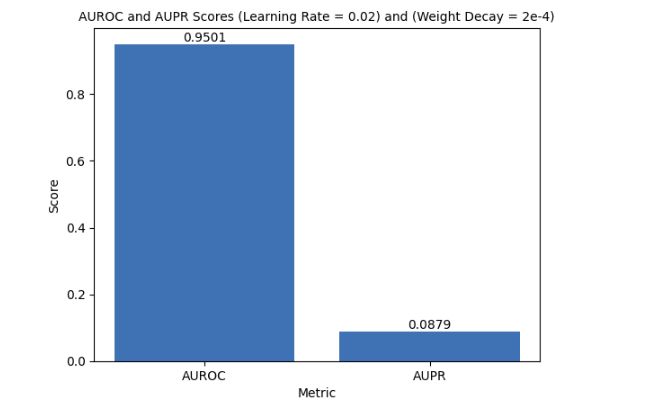 AUROC and AUPR Scores (Learning Rate = 0.02) and (Weight Decay = 2e-4)
0.9501
0.8
0.6
Score
0.4
0.2
0.0879
0.0
AUROC AUPR
Metric